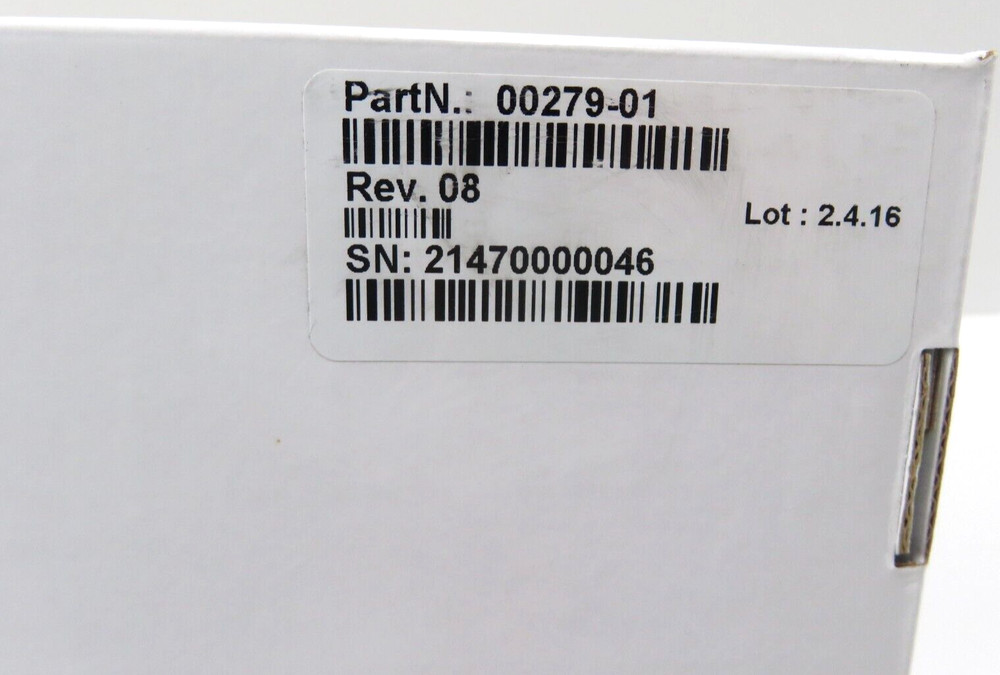 PartN.: 00279-01
Rev. 08
Lot : 2.4.16
SN: 21470000046